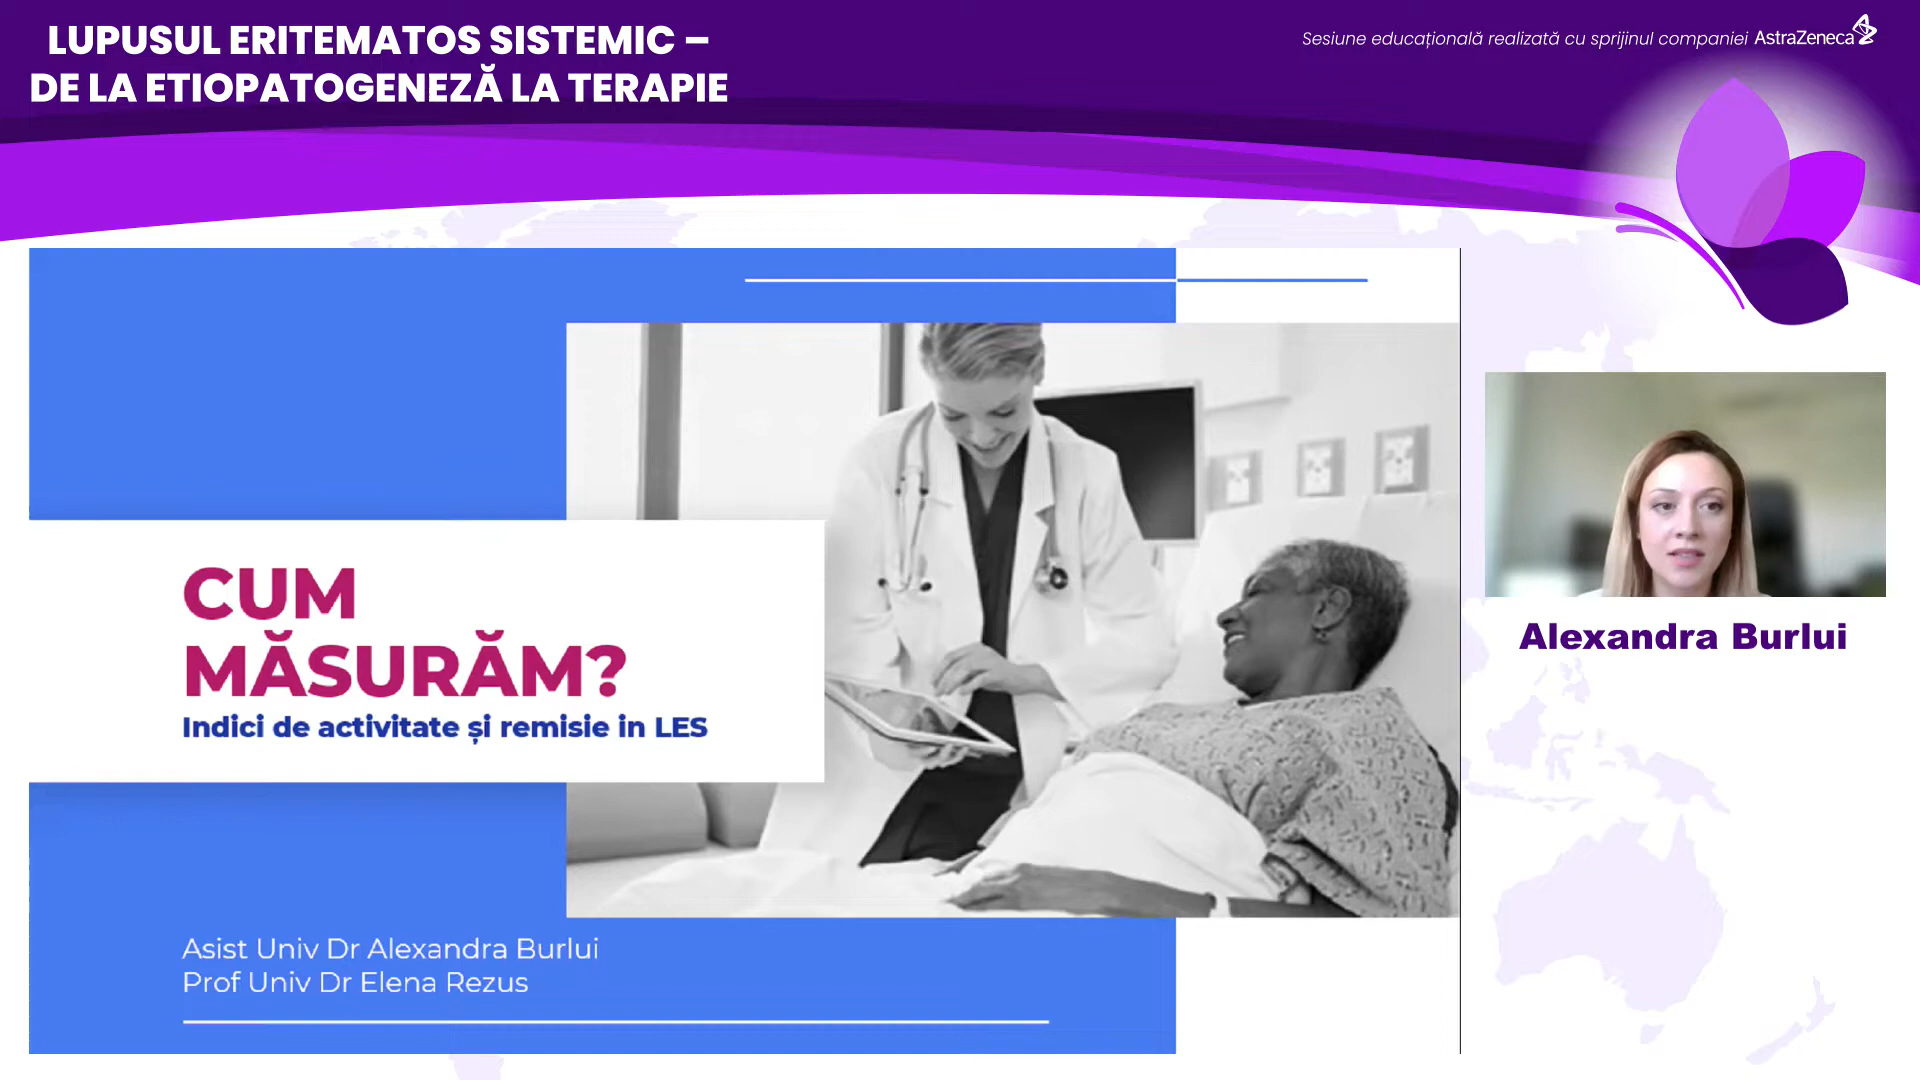 LUPUSUL ERITEMATOS SISTEMIC –
DE LA ETIOPATOGENEZĂ LA TERAPIE
Sesiune educațională realizată cu sprijinul companiei AstraZeneca
CUM
MĂSURĂM?
Indici de activitate și remisie in LES
Asist Univ Dr Alexandra Burlui
Prof Univ Dr Elena Rezus
Alexandra Burlui